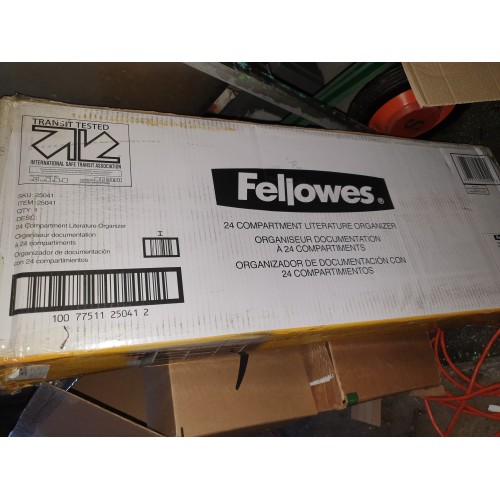 TRANSIT TESTED
INTERNATIONAL SAFE TRANSIT ASSOCIATION
SKU: 25041
ITEM: 25041
QTY: 1
DESC:
24 Compartment Literature Organizer
Organiseur documentation
à 24 compartiments
Organizador de documentación
con 24 compartimientos
I
100 77511 25041 2
Fellowes®
24 COMPARTMENT LITERATURE ORGANIZER
ORGANISEUR DOCUMENTATION
À 24 COMPARTIMENTS
ORGANIZADOR DE DOCUMENTACIÓN CON
24 COMPARTIMIENTOS